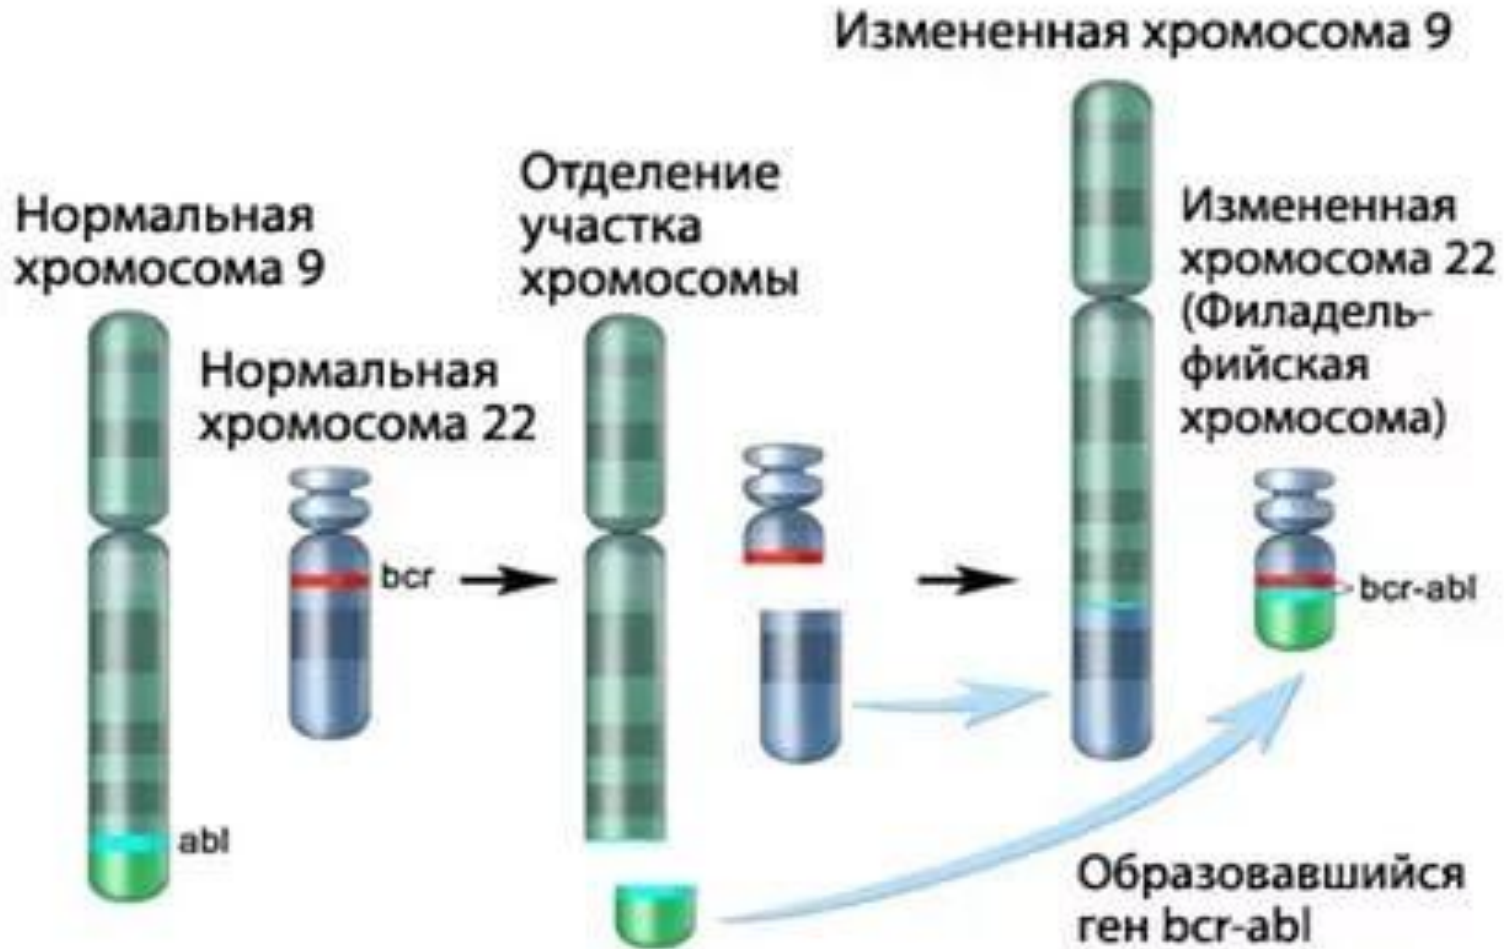 Измененная хромосома 9
Отделение
участка
хромосомы
Нормальная
хромосома 9
Измененная
хромосома 22
(Филадель-
фийская
хромосома)
Нормальная
хромосома 22
bcr
bcr-abl
abl
Образовавшийся
ген bcr-abl